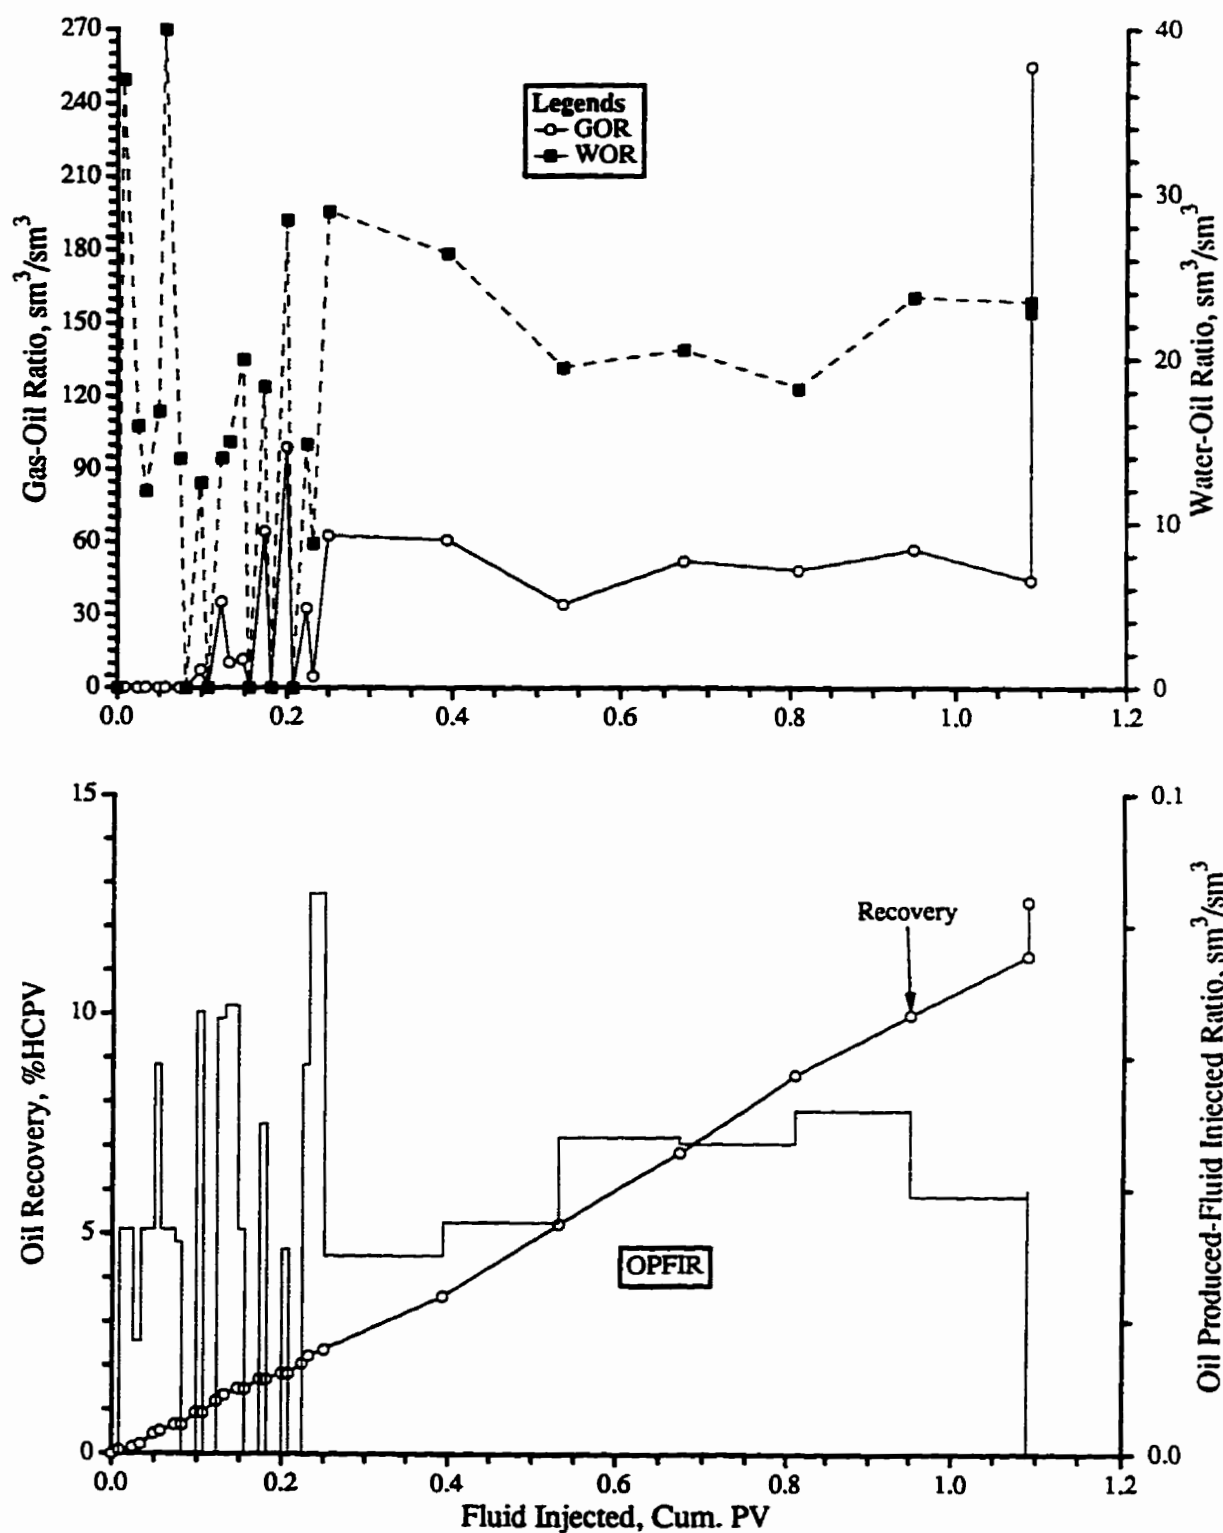 270
240
210
180
150
120
90
60
30
0
Gas-Oil Ratio, sm³/sm³
Legends
GOR
WOR
40
30
20
10
0
Water-Oil Ratio, sm³/sm³
0.0 0.2 0.4 0.6 0.8 1.0 1.2
15
10
5
0
Oil Recovery, %HCPV
Recovery
OPFIR
0.1
0.0
Oil Produced-Fluid Injected Ratio, sm³/sm³
0.0 0.2 0.4 0.6 0.8 1.0 1.2
Fluid Injected, Cum. PV